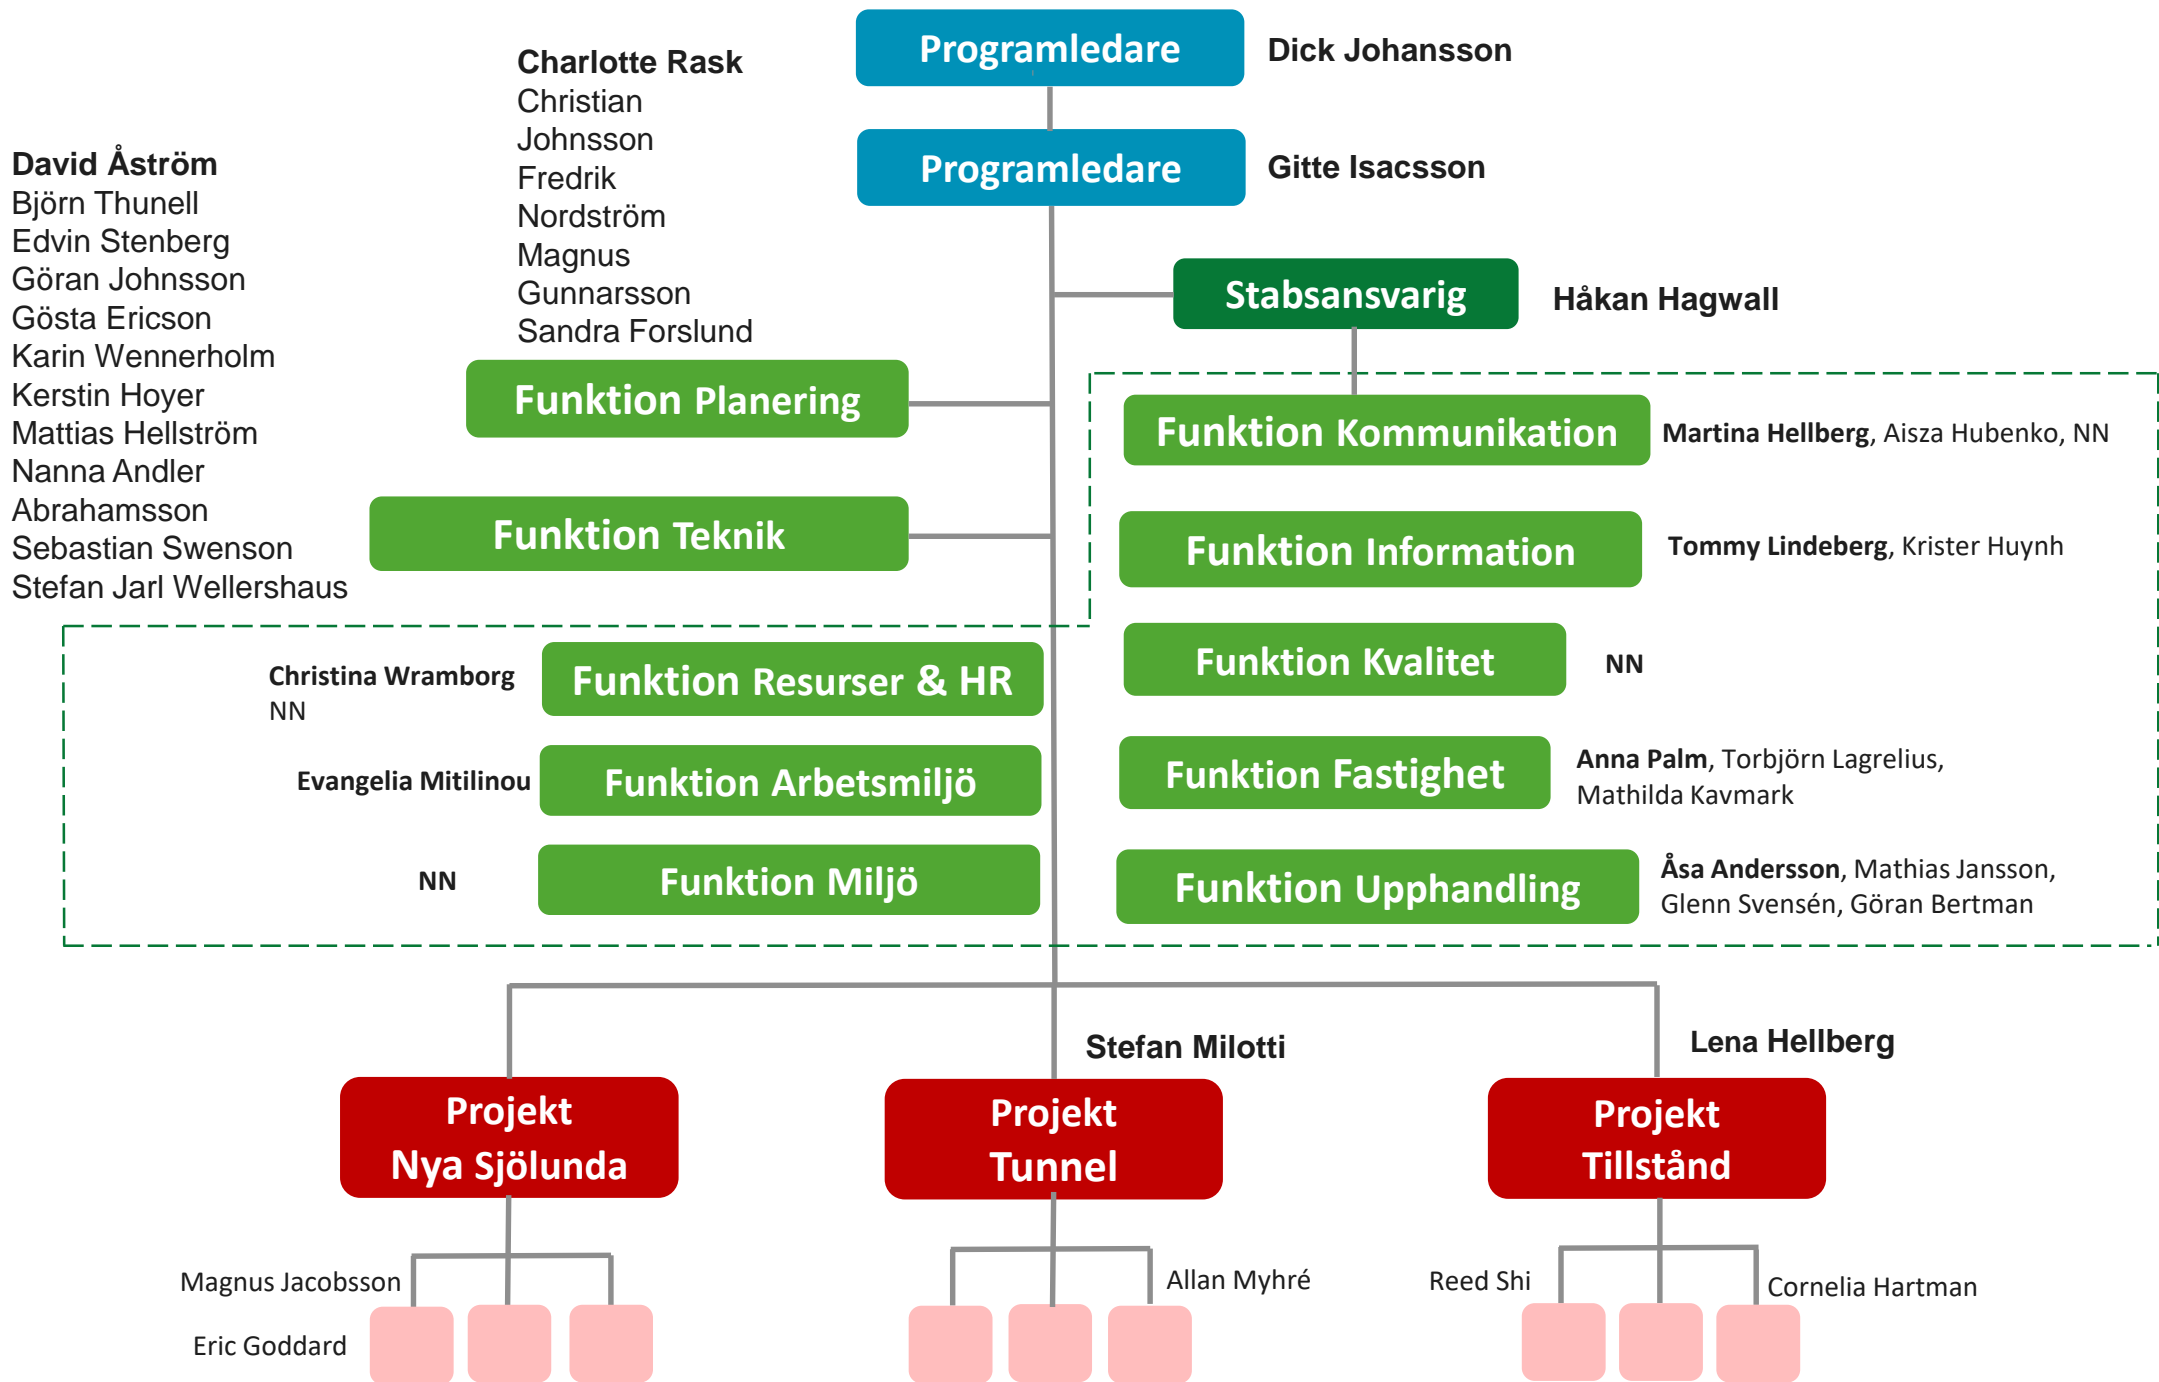 Programledare
Dick Johansson
Programledare
Gitte Isacsson
Charlotte Rask
Christian
Johnsson
Fredrik
Nordström
Magnus
Gunnarsson
Sandra Forslund
David Åström
Björn Thunell
Edvin Stenberg
Göran Johnsson
Gösta Ericson
Karin Wennerholm
Kerstin Hoyer
Mattias Hellström
Nanna Andler
Abrahamsson
Sebastian Swenson
Stefan Jarl Wellershaus
Stabsansvarig
Håkan Hagwall
Funktion Planering
Funktion Teknik
Funktion Kommunikation
Martina Hellberg, Aisza Hubenko, NN
Funktion Information
Tommy Lindeberg, Krister Huynh
Funktion Kvalitet
NN
Funktion Fastighet
Anna Palm, Torbjörn Lagrelius,
Mathilda Kavmark
Funktion Upphandling
Åsa Andersson, Mathias Jansson,
Glenn Svensén, Göran Bertman
Christina Wramborg
NN
Funktion Resurser & HR
Evangelia Mitilinou
Funktion Arbetsmiljö
NN
Funktion Miljö
Stefan Milotti
Lena Hellberg
Projekt
Nya Sjölunda
Projekt
Tunnel
Projekt
Tillstånd
Magnus Jacobsson
Eric Goddard
Allan Myhré
Reed Shi
Cornelia Hartman